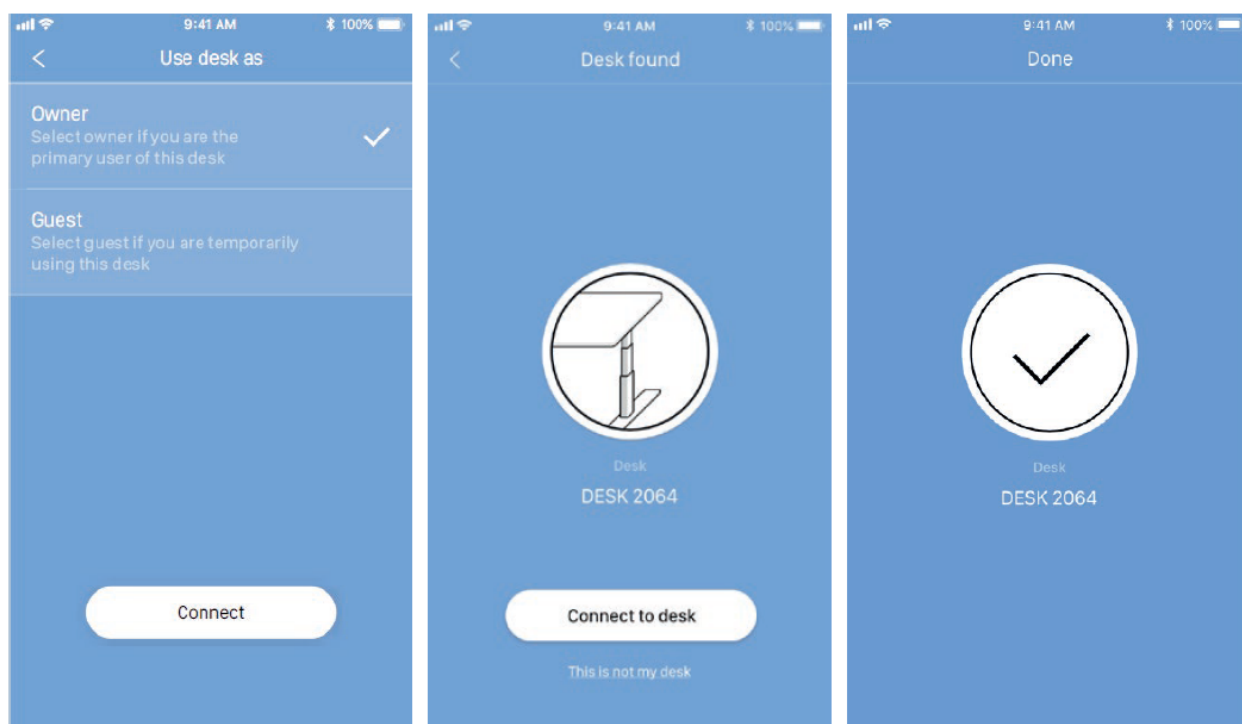 9:41 AM
100%
Use desk as
Owner
Select owner if you are the
primary user of this desk
Guest
Select guest if you are temporarily
using this desk
Connect
9:41 AM
100%
Desk found
Desk
DESK 2064
Connect to desk
This is not my desk
9:41 AM
100%
Done
Desk
DESK 2064